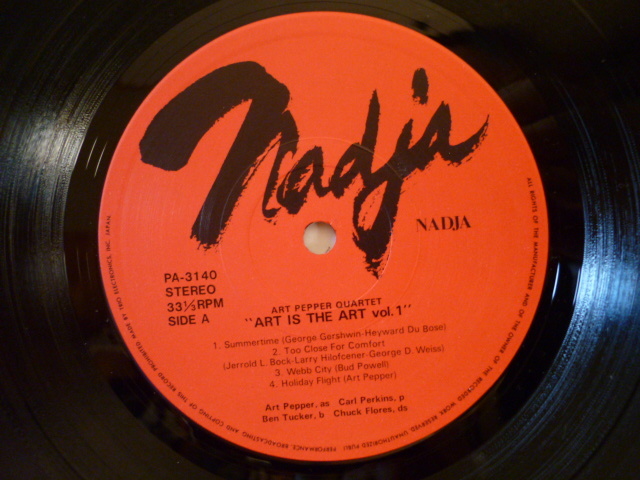 Nadja
NADJA
PA-3140
STEREO
33⅓RPM
SIDE A
ART PEPPER QUARTET
"ART IS THE ART vol.1"
1. Summertime (George Gershwin-Heyward Du Bose)
2. Too Close For Comfort
(Jerrold L. Bock-Larry Hilofcener-George D. Weiss)
3. Webb City (Bud Powell)
4. Holiday Flight (Art Pepper)
Art Pepper, as Carl Perkins, p
Ben Tucker, b Chuck Flores, ds
ALL RIGHTS OF THE MANUFACTURER AND OF THE OWNER OF THE RECORDED WORK RESERVED. UNAUTHORIZED PUBLIC PERFORMANCE, BROADCASTING AND COPYING OF THIS RECORD PROHIBITED MADE BY TRIO ELECTRONICS, INC. JAPAN.